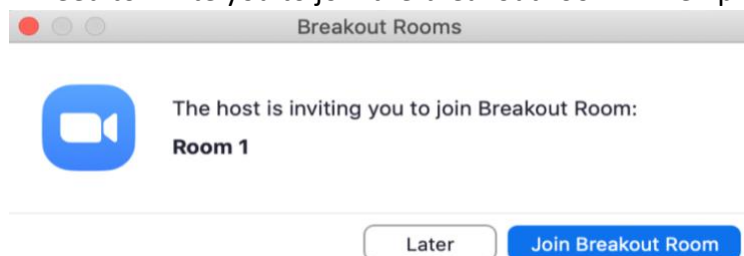 Breakout Rooms
The host is inviting you to join Breakout Room:
Room 1
Later Join Breakout Room